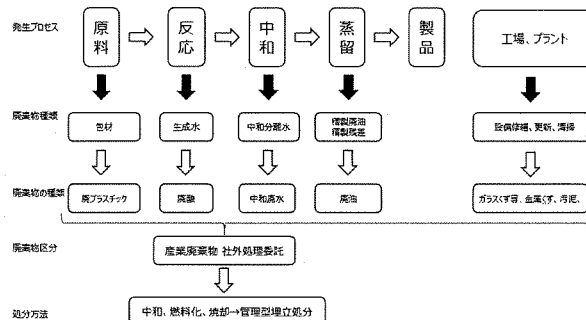 発生プロセス
原料
反応
中和
蒸留
製品
工場、プラント
廃棄物種類
包材
生成水
中和分離水
精製廃油
精製残差
設備修繕、更新、清掃
廃棄物の種類
廃プラスチック
廃酸
中和廃水
廃油
ガラスくず等、金属くず、汚泥、
廃棄物区分
産業廃棄物 社外処理委託
処分方法
中和、燃料化、焼却→管理型埋立処分